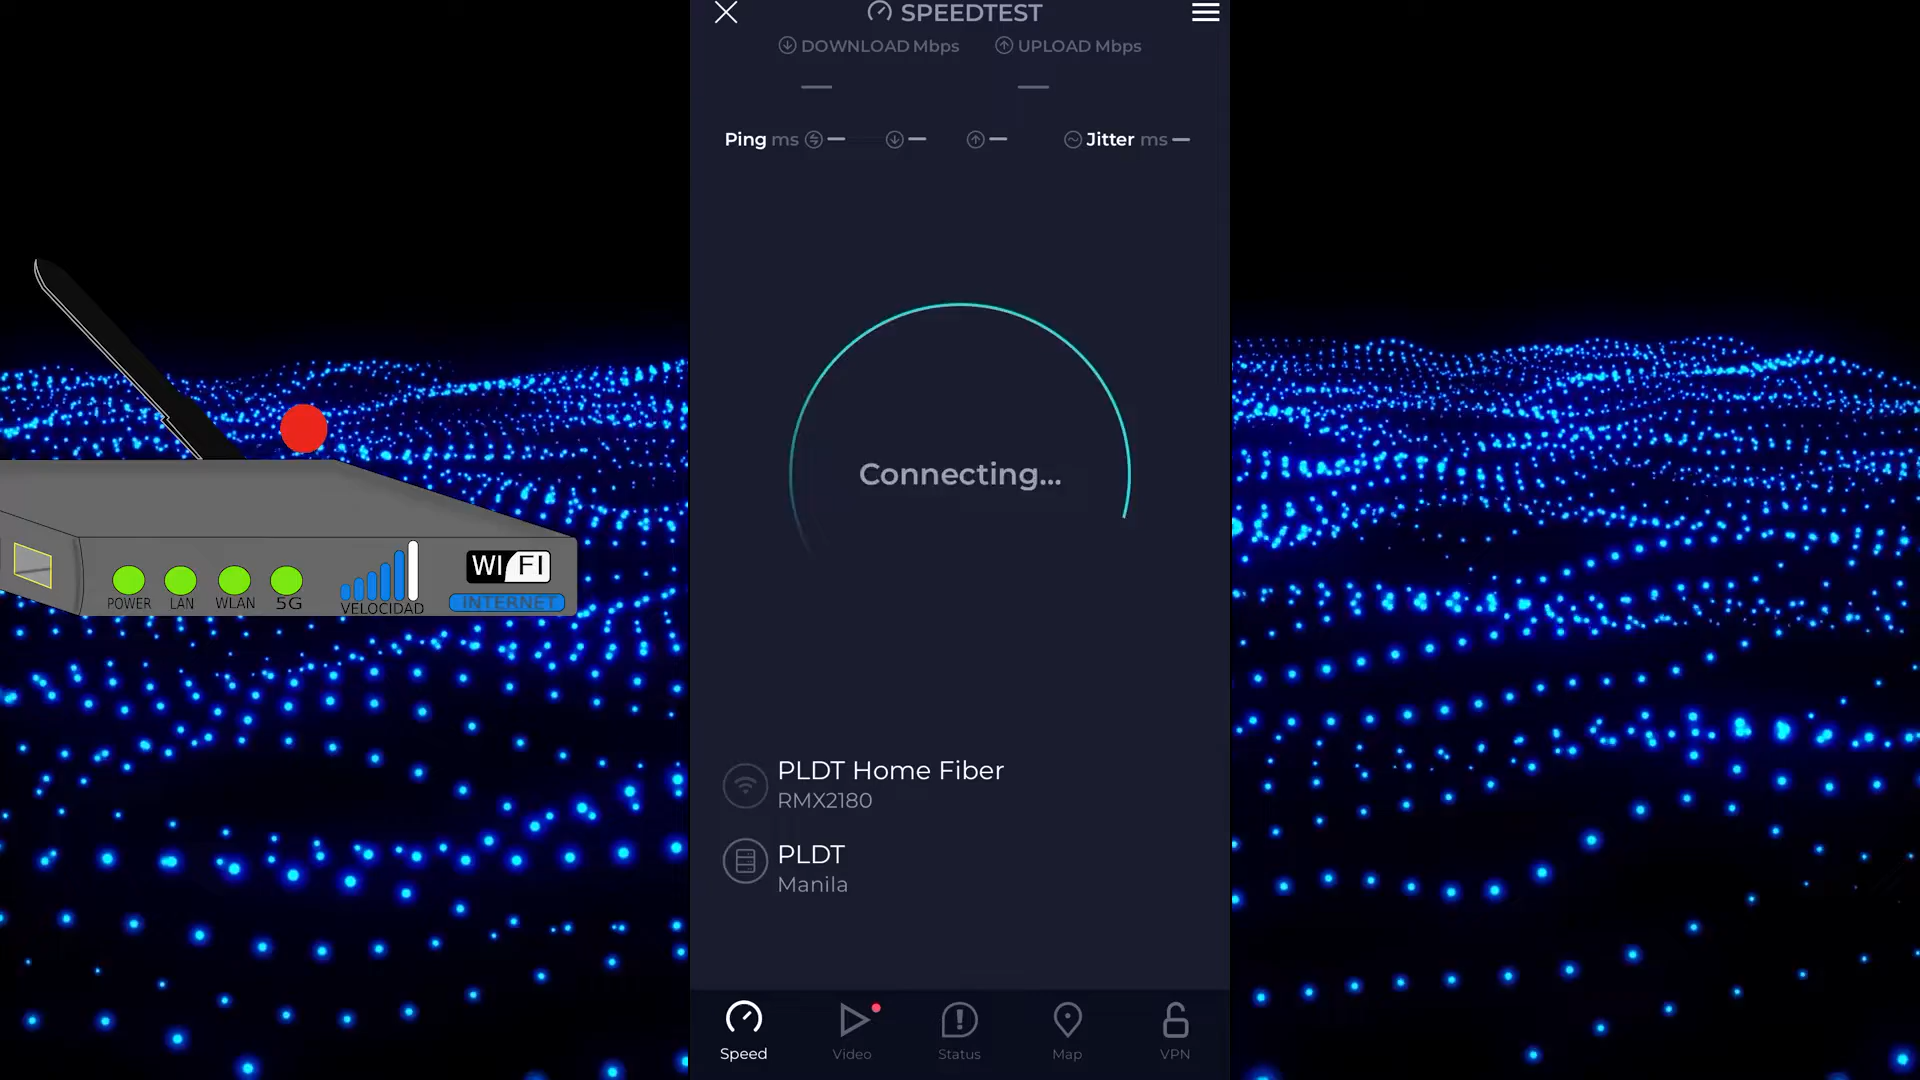 SPEEDTEST
DOWNLOAD Mbps UPLOAD Mbps
— —
Ping ms — — — Jitter ms —
Connecting...
WI FI
INTERNET
POWER LAN WLAN 5G VELOCIDAD
PLDT Home Fiber
RMX2180
PLDT
Manila
Speed Video Status Map VPN